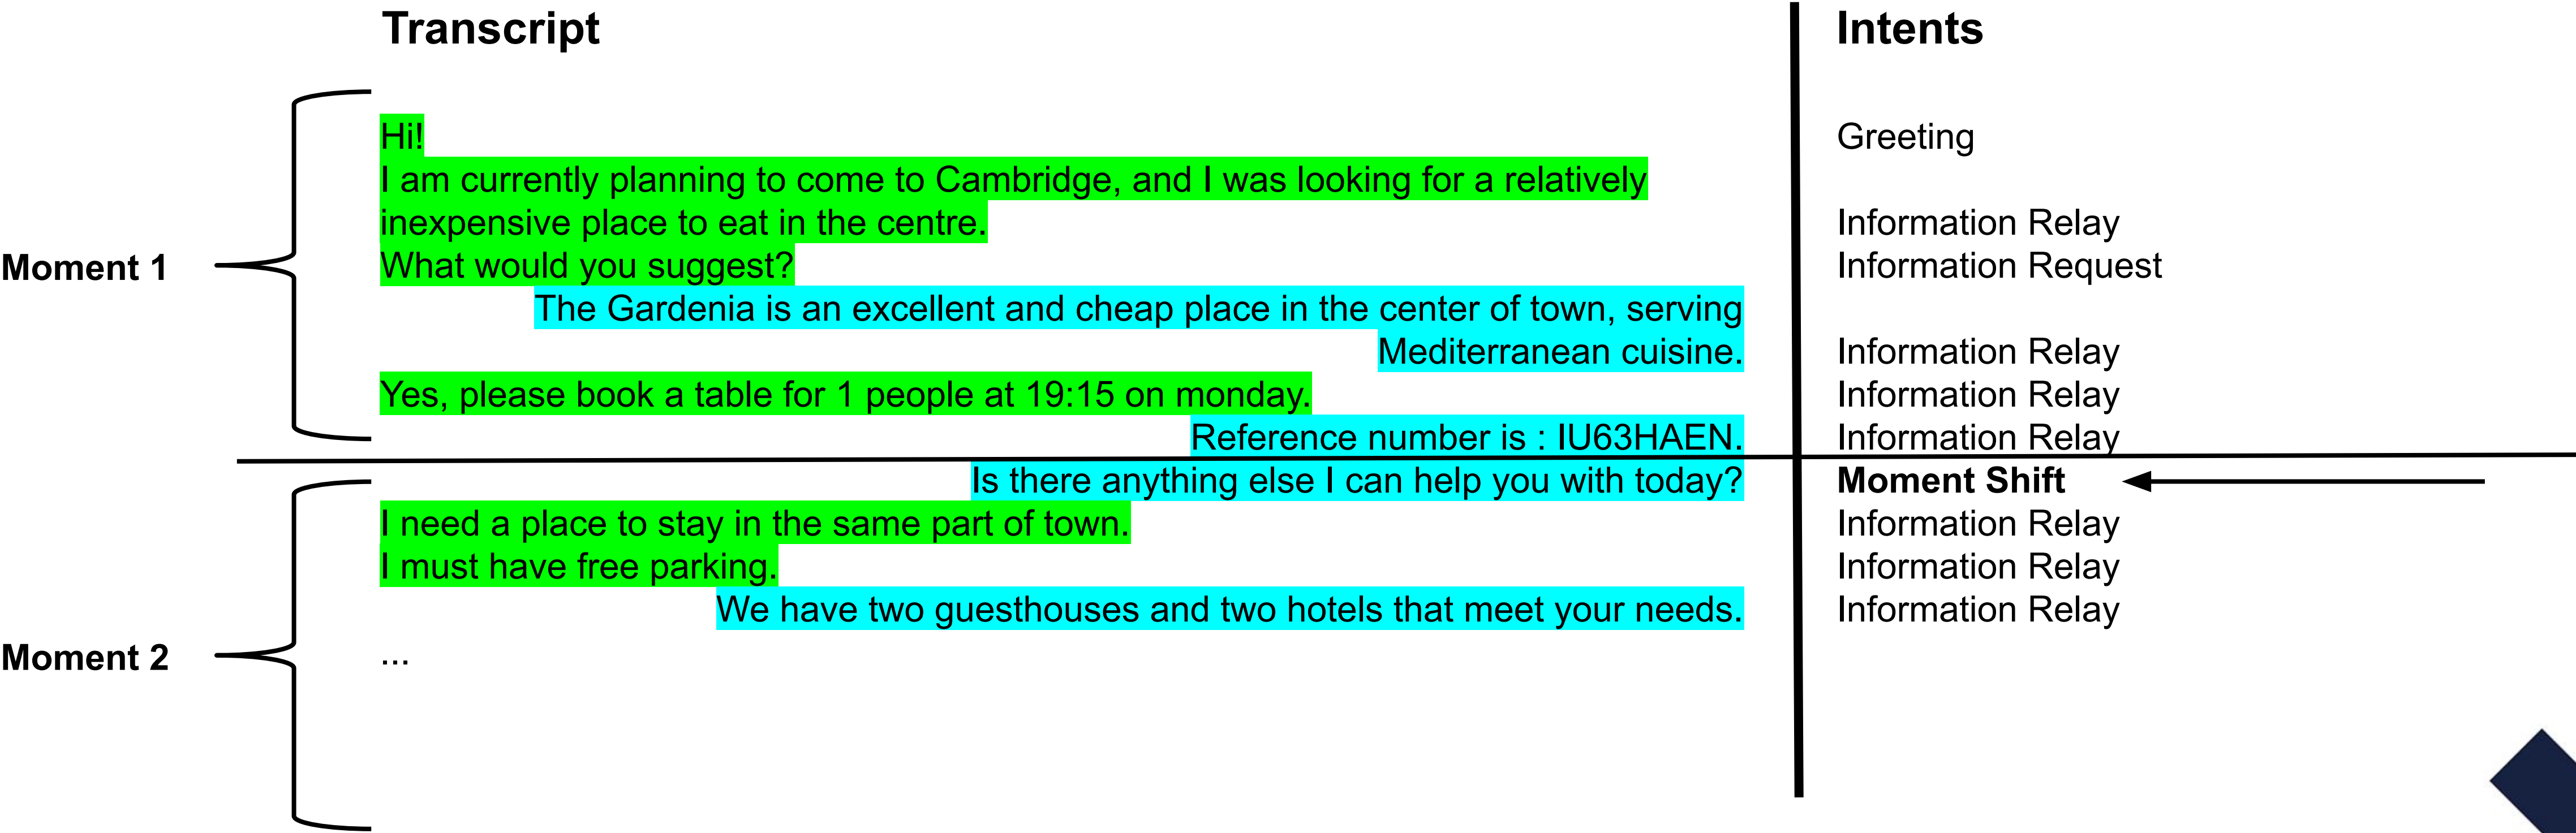 Transcript Intents
Hi! Greeting
I am currently planning to come to Cambridge, and I was looking for a relatively
inexpensive place to eat in the centre. Information Relay
Moment 1 What would you suggest? Information Request
The Gardenia is an excellent and cheap place in the center of town, serving
Mediterranean cuisine. Information Relay
Yes, please book a table for 1 people at 19:15 on monday. Information Relay
Reference number is : IU63HAEN. Information Relay
Is there anything else I can help you with today? Moment Shift
I need a place to stay in the same part of town. Information Relay
I must have free parking. Information Relay
We have two guesthouses and two hotels that meet your needs. Information Relay
Moment 2 ...